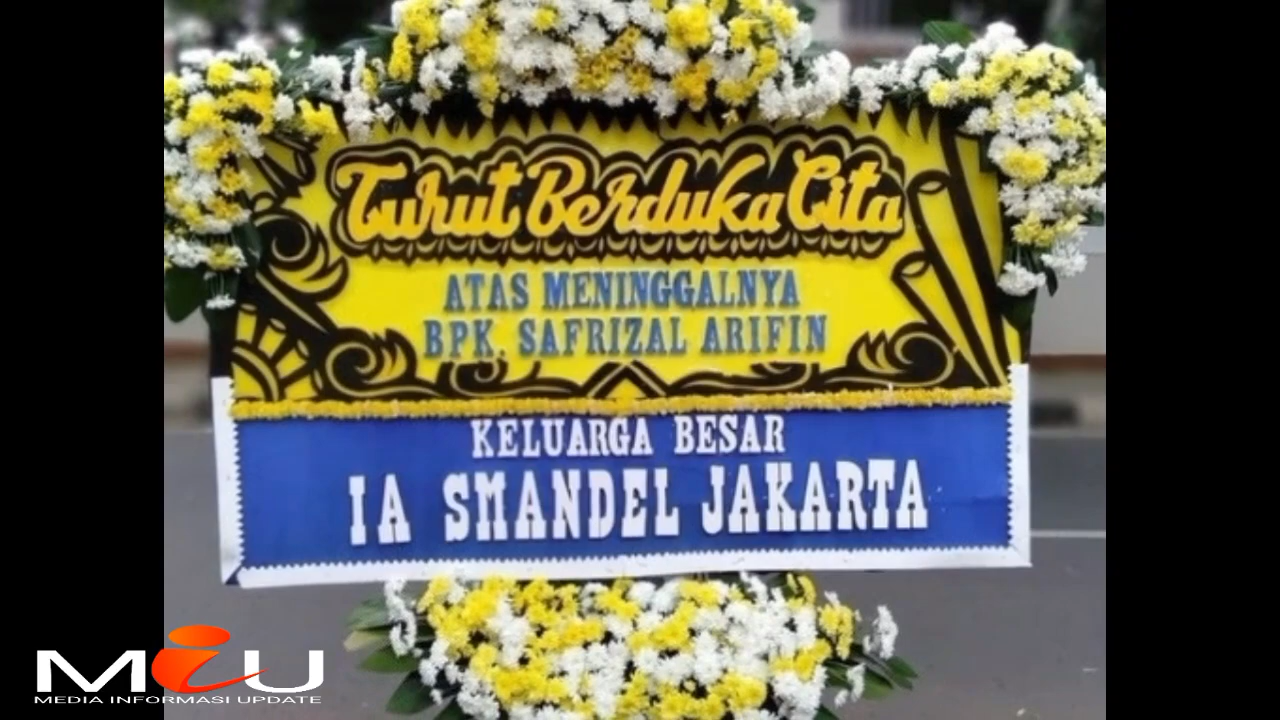 Turut Berduka Cita
ATAS MENINGGALNYA
BPK. SAFRIZAL ARIFIN
KELUARGA BESAR
IA SMANDEL JAKARTA
MiU
MEDIA INFORMASI UPDATE